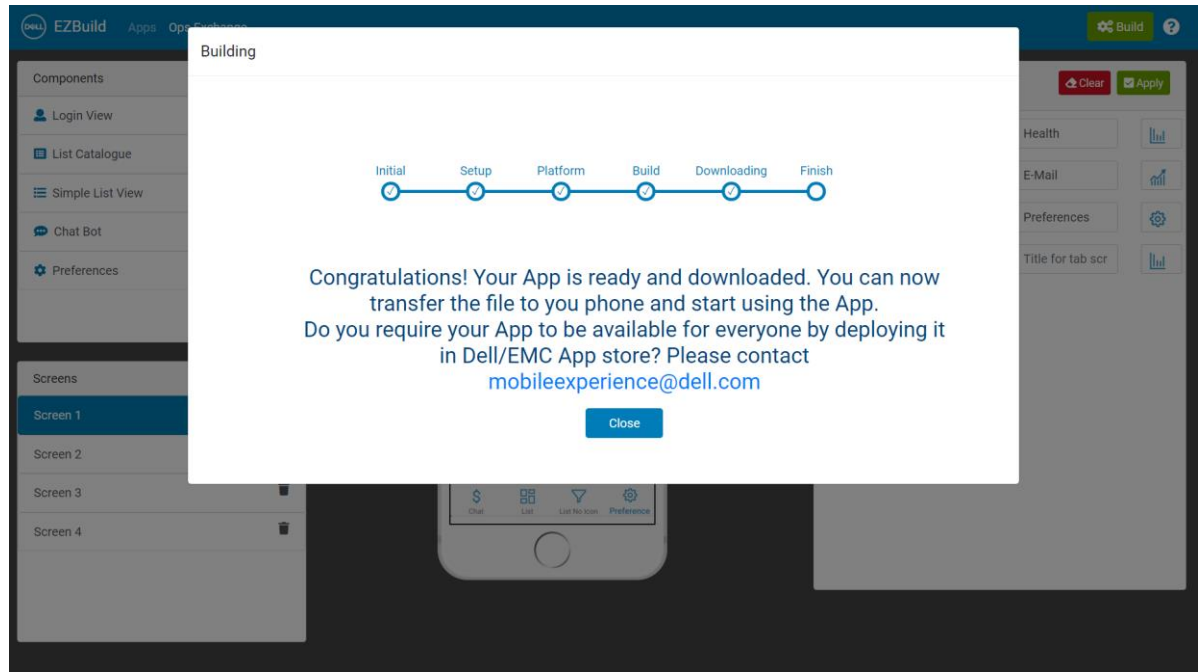 DELL EZBuild Apps Ops Exchange Build ?
Building
Components
Login View
List Catalogue
Simple List View
Chat Bot
Preferences
Initial Setup Platform Build Downloading Finish
Congratulations! Your App is ready and downloaded. You can now
transfer the file to you phone and start using the App.
Do you require your App to be available for everyone by deploying it
in Dell/EMC App store? Please contact
mobileexperience@dell.com
Close
Clear Apply
Health
E-Mail
Preferences
Title for tab scr
Screens
Screen 1
Screen 2
Screen 3
Screen 4
$
Chat List List No Icon Preference